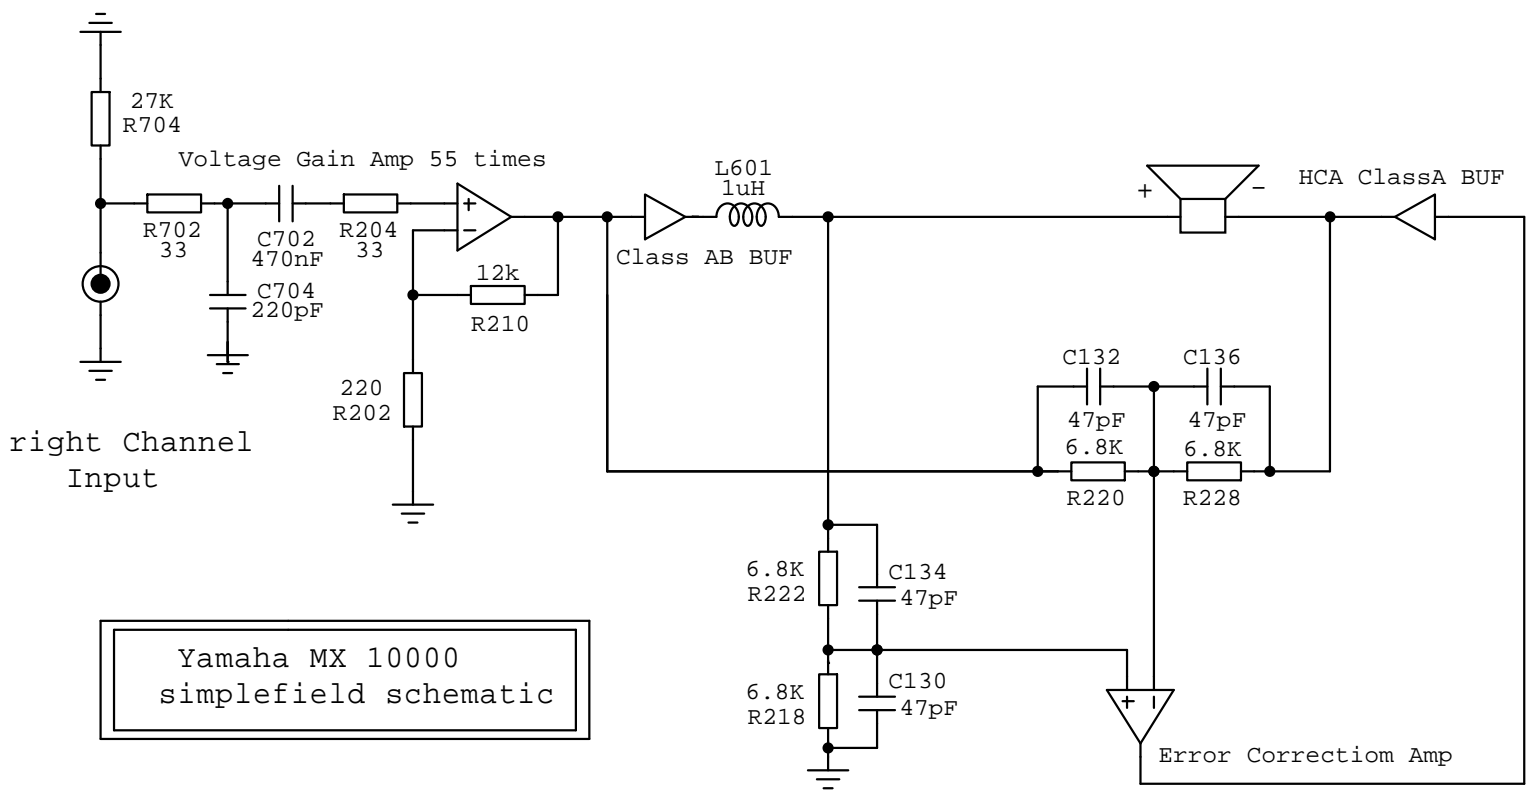 27K
R704
Voltage Gain Amp 55 times
L601
1uH
+
−
HCA ClassA BUF
R702
33
C702
470nF
R204
33
+
−
Class AB BUF
C704
220pF
12k
R210
220
R202
C132
47pF
6.8K
R220
C136
47pF
6.8K
R228
right Channel
Input
6.8K
R222
C134
47pF
6.8K
R218
C130
47pF
+
−
Error Correctiom Amp
Yamaha MX 10000
simplefield schematic